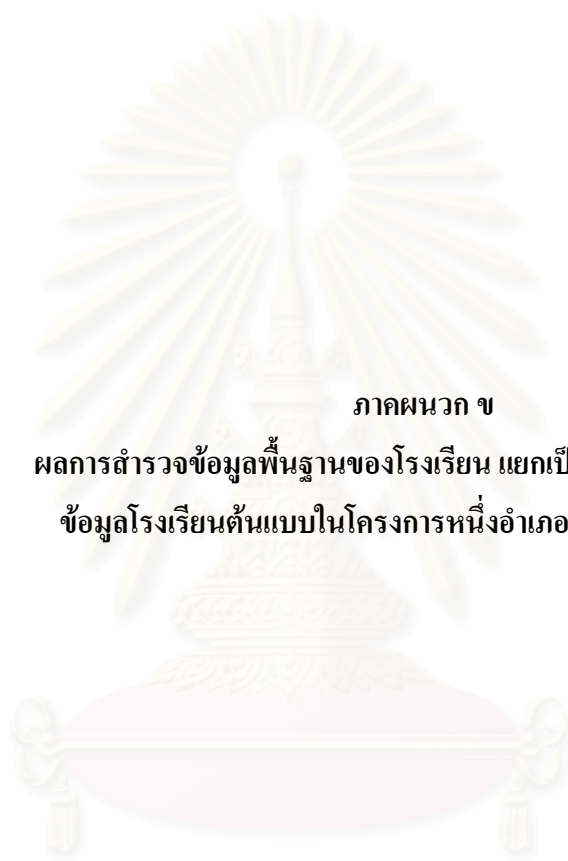 ภาคผนวก ข
ผลการสำรวจข้อมูลพื้นฐานของโรงเรียน แยกเป็
ข้อมูลโรงเรียนต้นแบบในโครงการหนึ่งอำเภอ